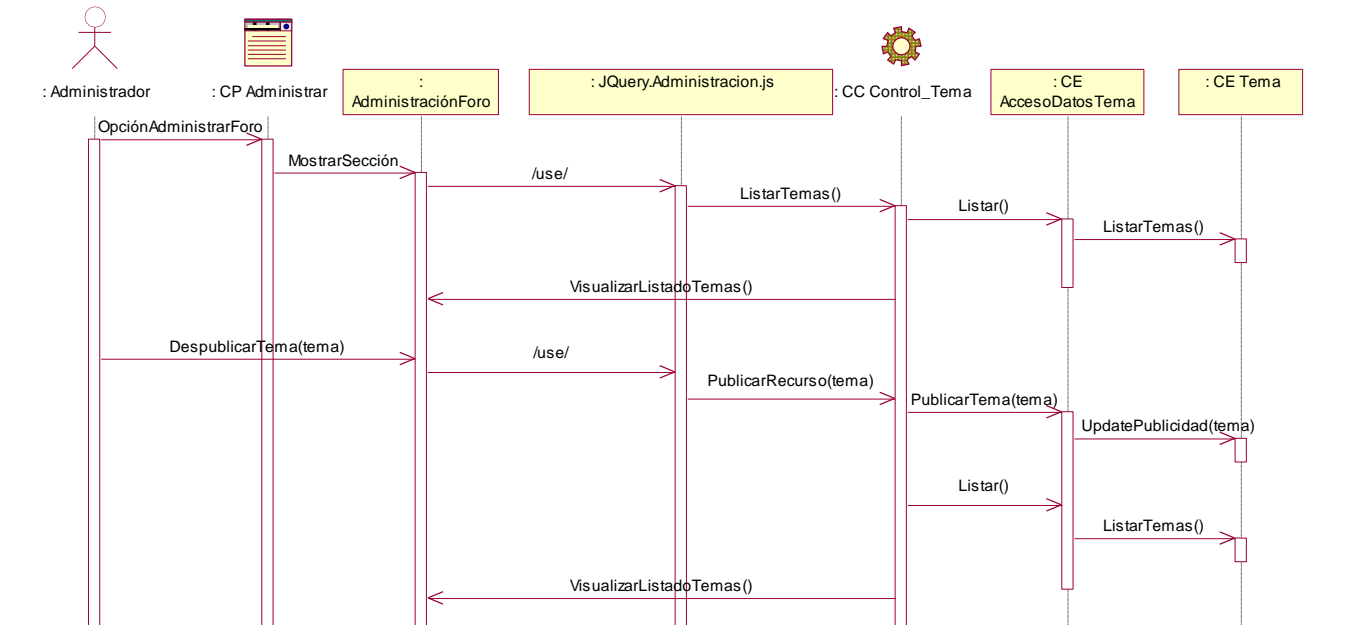 : Administrador
: CP Administrar
:
AdministraciónForo
: JQuery.Administracion.js
: CC Control_Tema
: CE
AccesoDatosTema
: CE Tema
OpciónAdministrarForo
MostrarSección
/use/
ListarTemas()
Listar()
ListarTemas()
VisualizarListadoTemas()
DespublicarTema(tema)
/use/
PublicarRecurso(tema)
PublicarTema(tema)
UpdatePublicidad(tema)
Listar()
ListarTemas()
VisualizarListadoTemas()